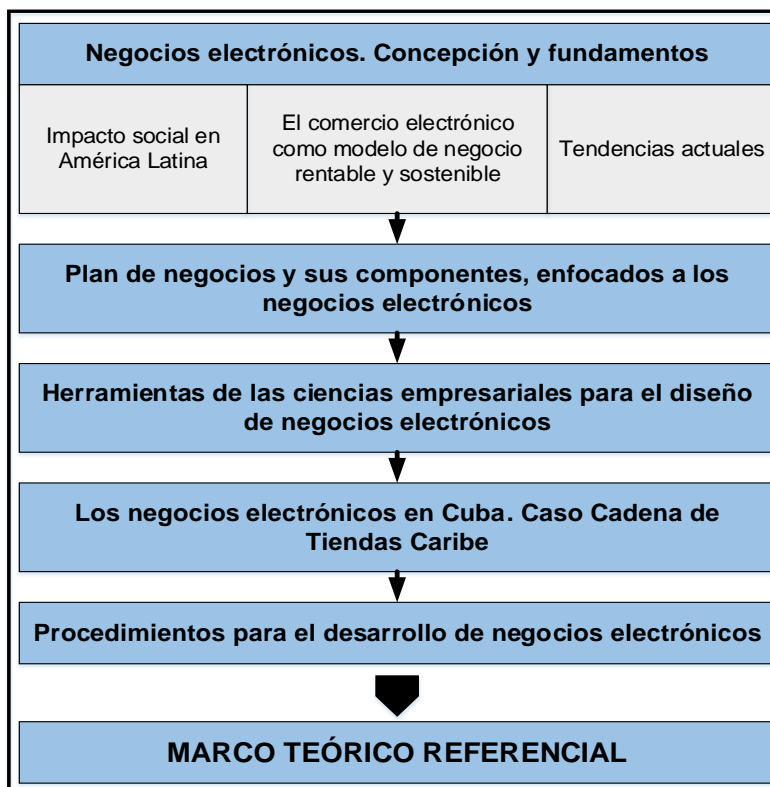 Negocios electrónicos. Concepción y fundamentos
Impacto social en
América Latina
El comercio electrónico
como modelo de negocio
rentable y sostenible
Tendencias actuales
Plan de negocios y sus componentes, enfocados a los
negocios electrónicos
Herramientas de las ciencias empresariales para el diseño
de negocios electrónicos
Los negocios electrónicos en Cuba. Caso Cadena de
Tiendas Caribe
Procedimientos para el desarrollo de negocios electrónicos
MARCO TEÓRICO REFERENCIAL